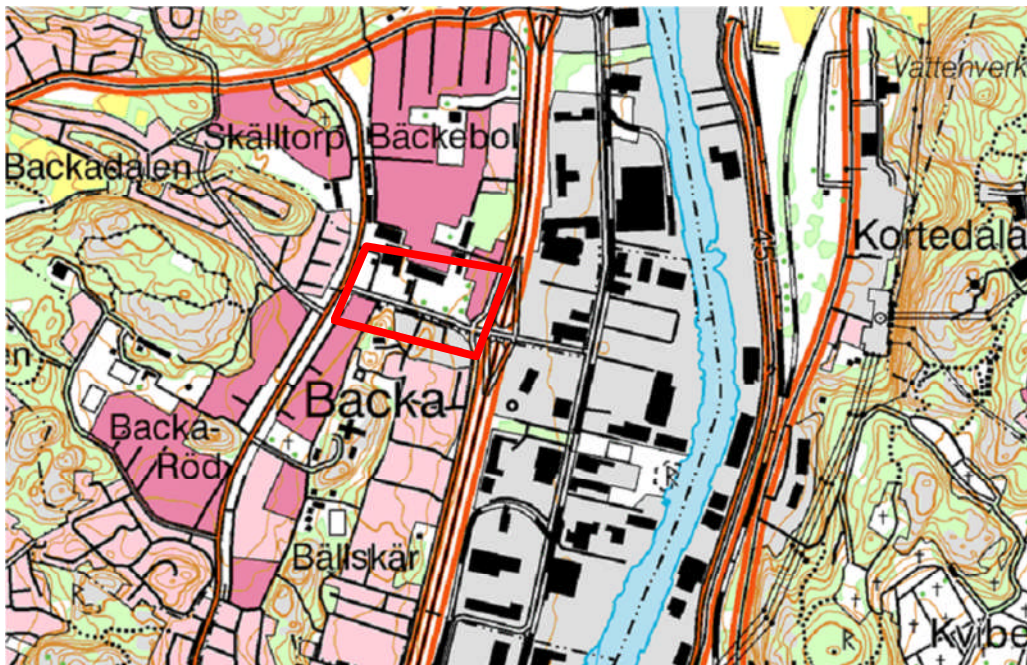 Vattenverk
Skälltorp
Bäckebol
Backadalen
Kortedala
45
en
Backa
Backa-
Röd
Bällskär
Kvibe